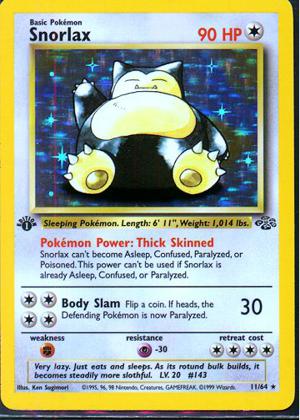 Basic Pokémon
Snorlax 90 HP
EDITION
1
Sleeping Pokémon. Length: 6' 11", Weight: 1,014 lbs.
Pokémon Power: Thick Skinned
Snorlax can't become Asleep, Confused, Paralyzed, or
Poisoned. This power can't be used if Snorlax is
already Asleep, Confused, or Paralyzed.
Body Slam Flip a coin. If heads, the
Defending Pokémon is now Paralyzed.
30
weakness resistance retreat cost
-30
Very lazy. Just eats and sleeps. As its rotund bulk builds, it
becomes steadily more slothful. LV. 20 #143
Illus. Ken Sugimori ©1995, 96, 98 Nintendo, Creatures, GAMEFREAK. ©1999 Wizards. 11/64 ★